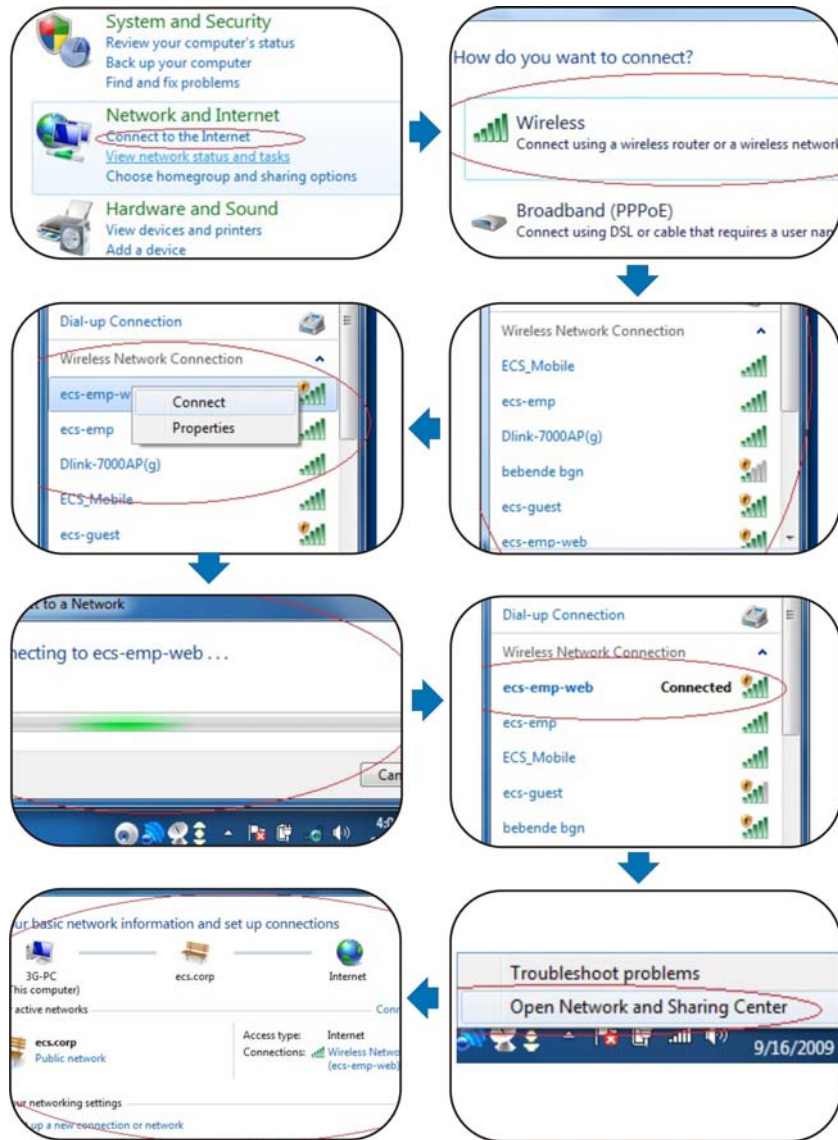 System and Security
Review your computer's status
Back up your computer
Find and fix problems
Network and Internet
Connect to the Internet
View network status and tasks
Choose homegroup and sharing options
Hardware and Sound
View devices and printers
Add a device
How do you want to connect?
Wireless
Connect using a wireless router or a wireless network
Broadband (PPPoE)
Connect using DSL or cable that requires a user nam
Wireless Network Connection
ECS_Mobile
ecs-emp
Dlink-7000AP(g)
bebende bgn
ecs-guest
ecs-emp-web
Dial-up Connection
Wireless Network Connection
ecs-emp-w
Connect
Properties
ecs-emp
Dlink-7000AP(g)
ECS_Mobile
ecs-guest
ct to a Network
necting to ecs-emp-web . . .
Can
4:0
Dial-up Connection
Wireless Network Connection
ecs-emp-web Connected
ecs-emp
ECS_Mobile
ecs-guest
bebende bgn
Troubleshoot problems
Open Network and Sharing Center
9/16/2009
ur basic network information and set up connections
3G-PC ecs.corp Internet
This computer)
active networks Conn
ecs.corp
Public network
Access type: Internet
Connections: Wireless Netwo
(ecs-emp-web)
ur networking settings
up a new connection or network